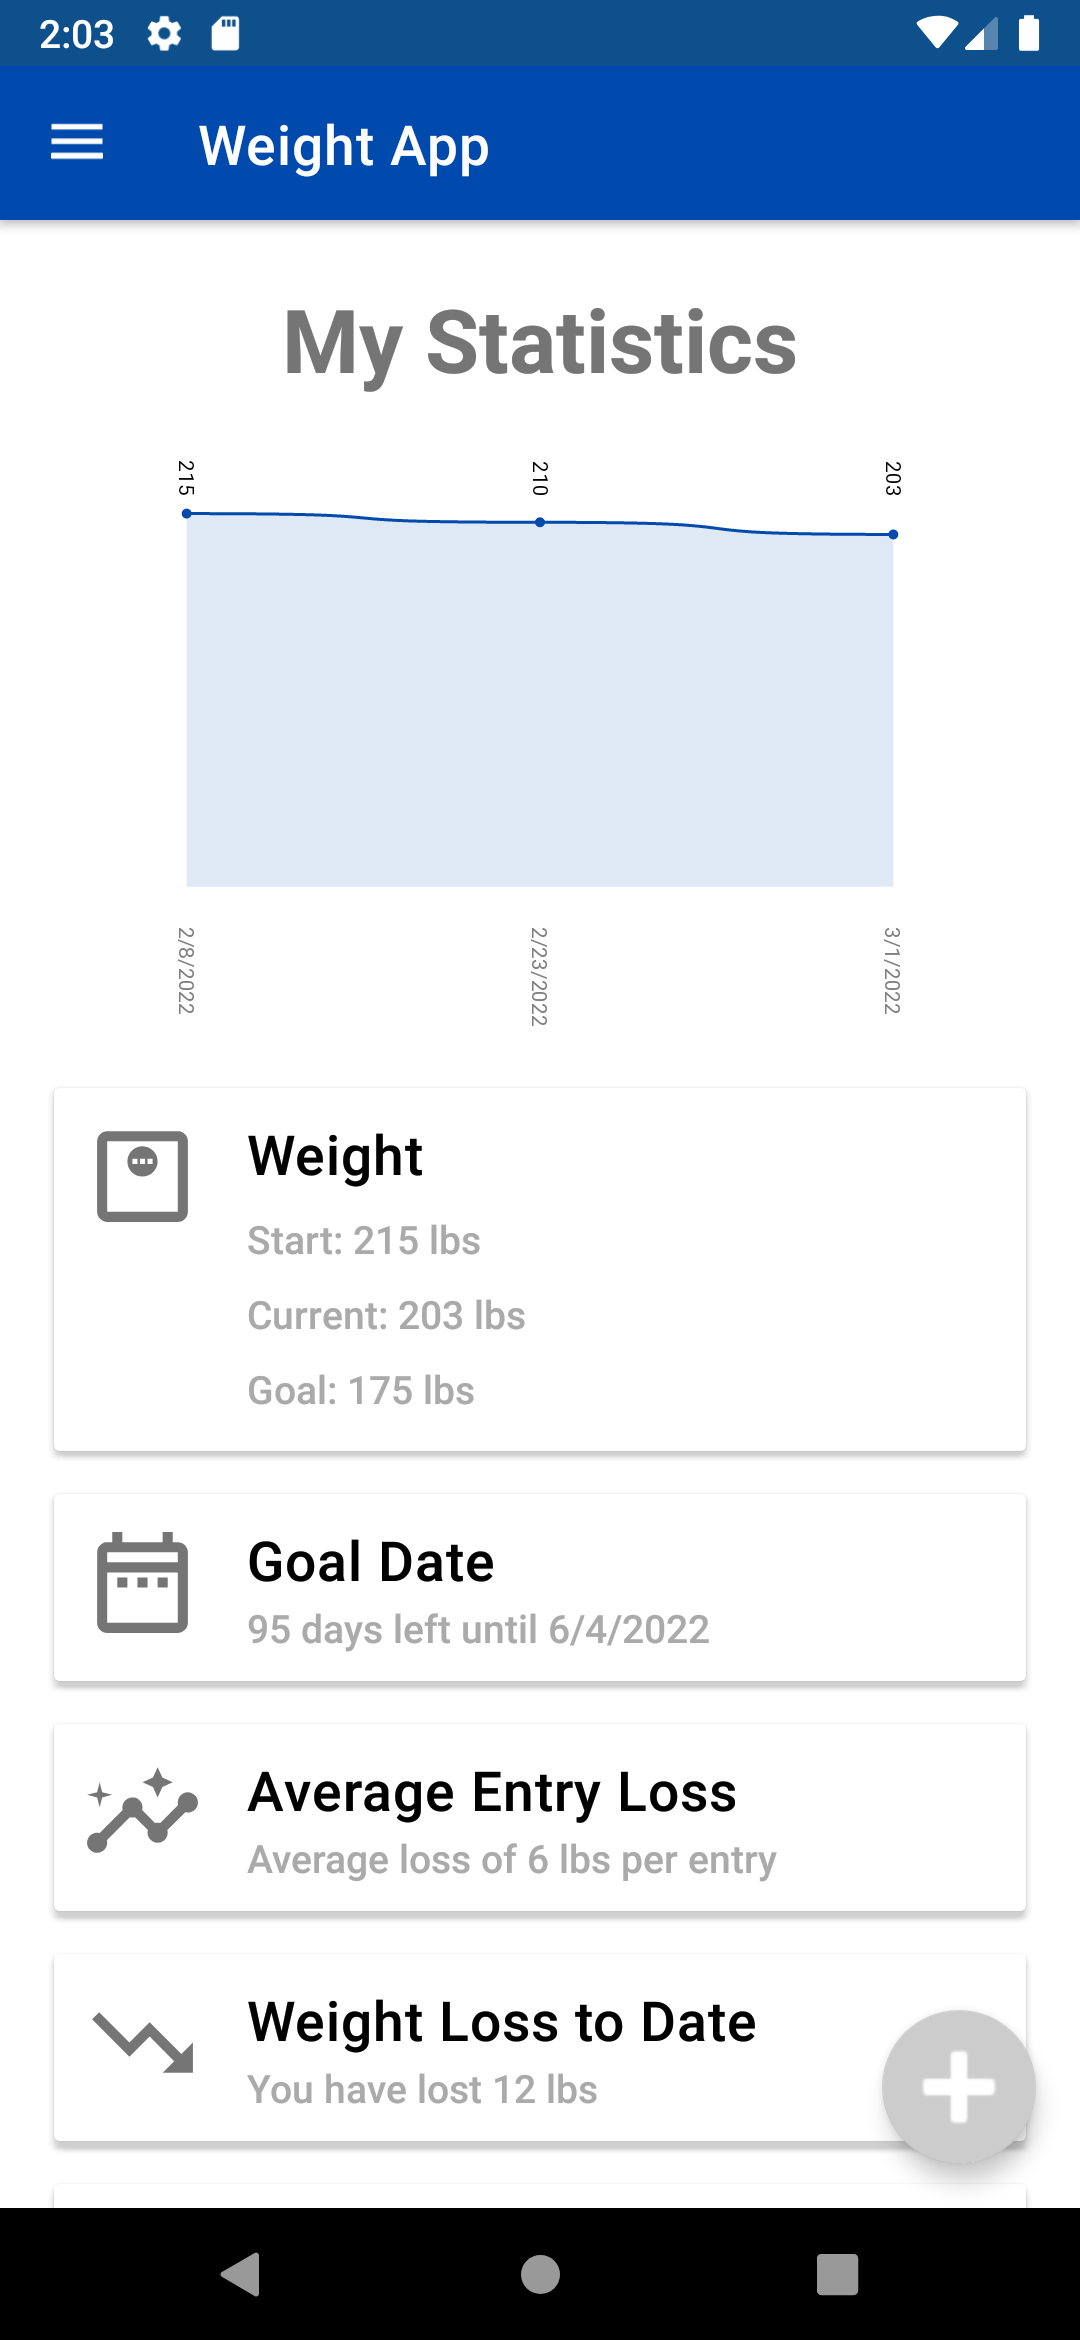 2:03
Weight App
My Statistics
215
210
203
2/8/2022
2/23/2022
3/1/2022
Weight
Start: 215 lbs
Current: 203 lbs
Goal: 175 lbs
Goal Date
95 days left until 6/4/2022
Average Entry Loss
Average loss of 6 lbs per entry
Weight Loss to Date
You have lost 12 lbs